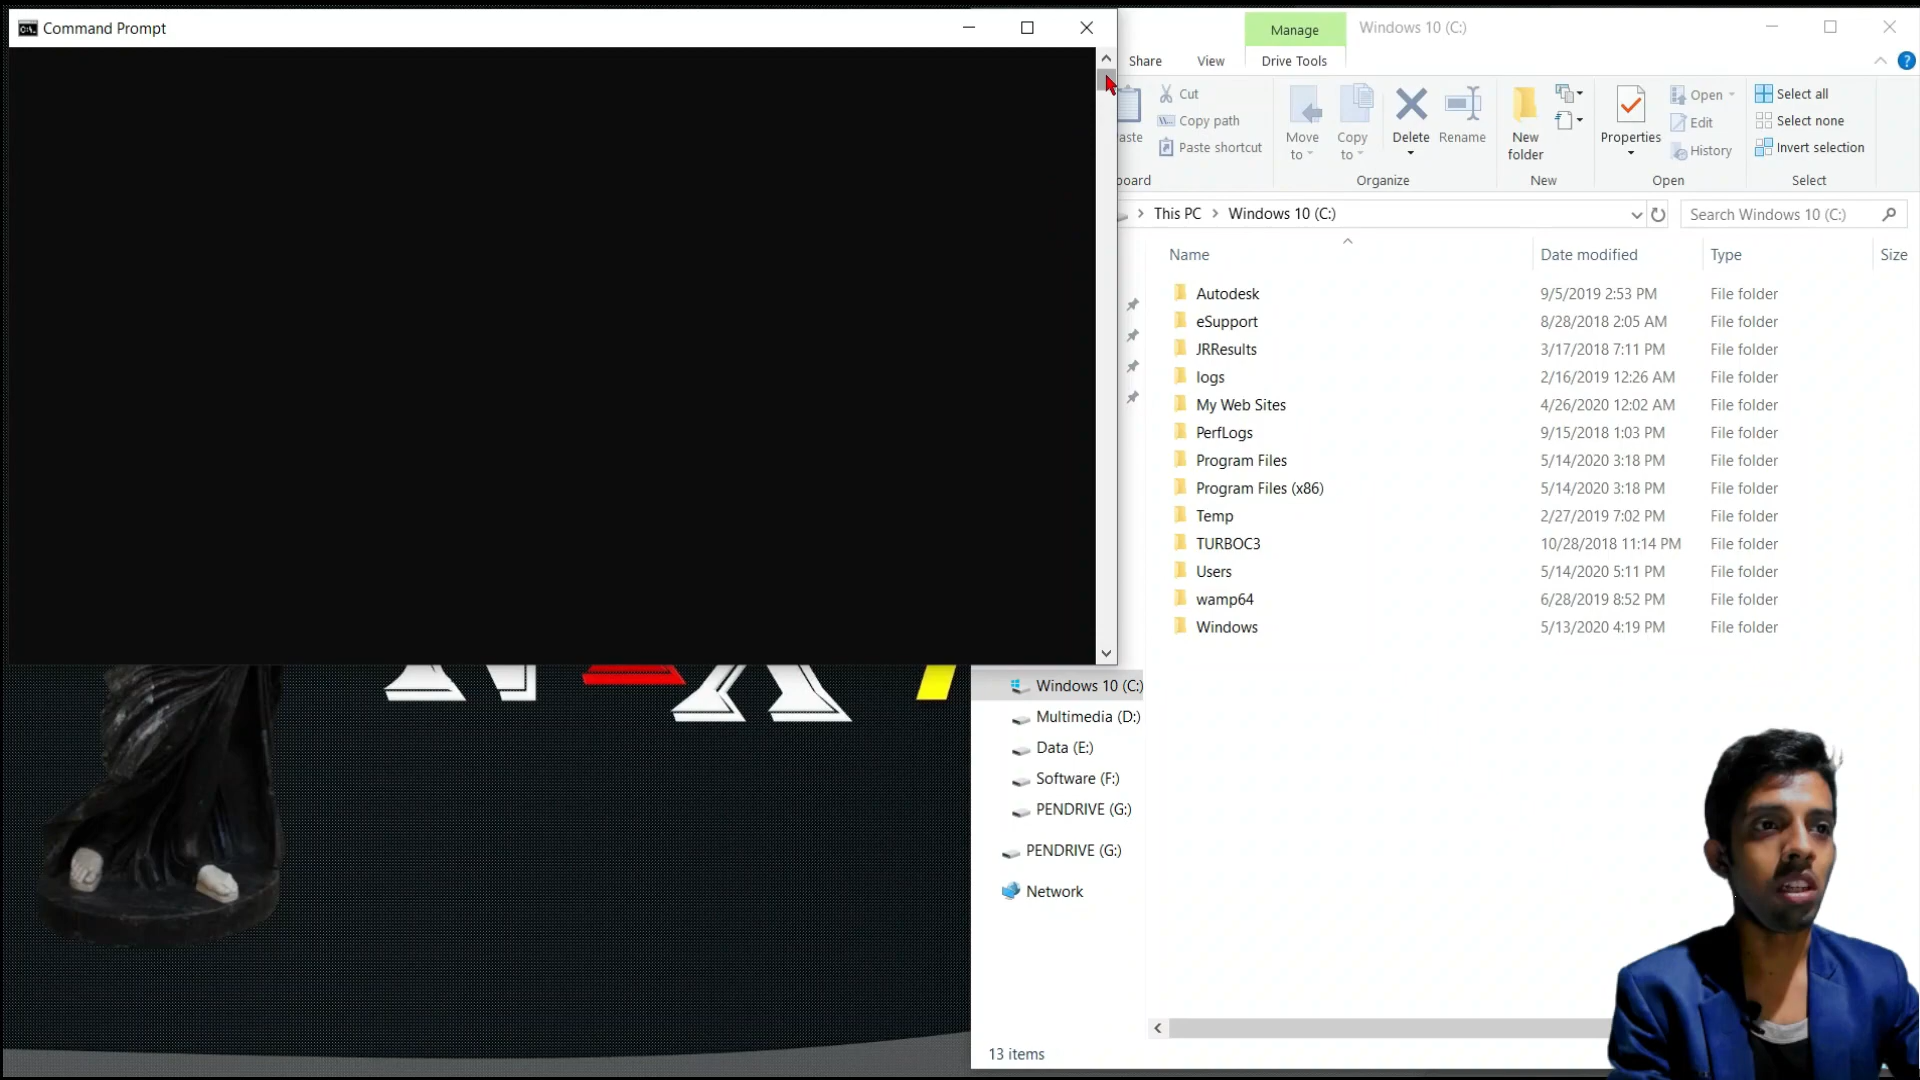 Command Prompt
Manage
Windows 10 (C:)
Share
View
Drive Tools
Cut
Copy path
Paste shortcut
Move to
Copy to
Delete
Rename
New folder
Properties
Open
Edit
History
Select all
Select none
Invert selection
Organize
New
Open
Select
This PC
Windows 10 (C:)
Search Windows 10 (C:)
Name Date modified Type Size
Autodesk 9/5/2019 2:53 PM File folder
eSupport 8/28/2018 2:05 AM File folder
JRResults 3/17/2018 7:11 PM File folder
logs 2/16/2019 12:26 AM File folder
My Web Sites 4/26/2020 12:02 AM File folder
PerfLogs 9/15/2018 1:03 PM File folder
Program Files 5/14/2020 3:18 PM File folder
Program Files (x86) 5/14/2020 3:18 PM File folder
Temp 2/27/2019 7:02 PM File folder
TURBOC3 10/28/2018 11:14 PM File folder
Users 5/14/2020 5:11 PM File folder
wamp64 6/28/2019 8:52 PM File folder
Windows 5/13/2020 4:19 PM File folder
Windows 10 (C:)
Multimedia (D:)
Data (E:)
Software (F:)
PENDRIVE (G:)
PENDRIVE (G:)
Network
13 items